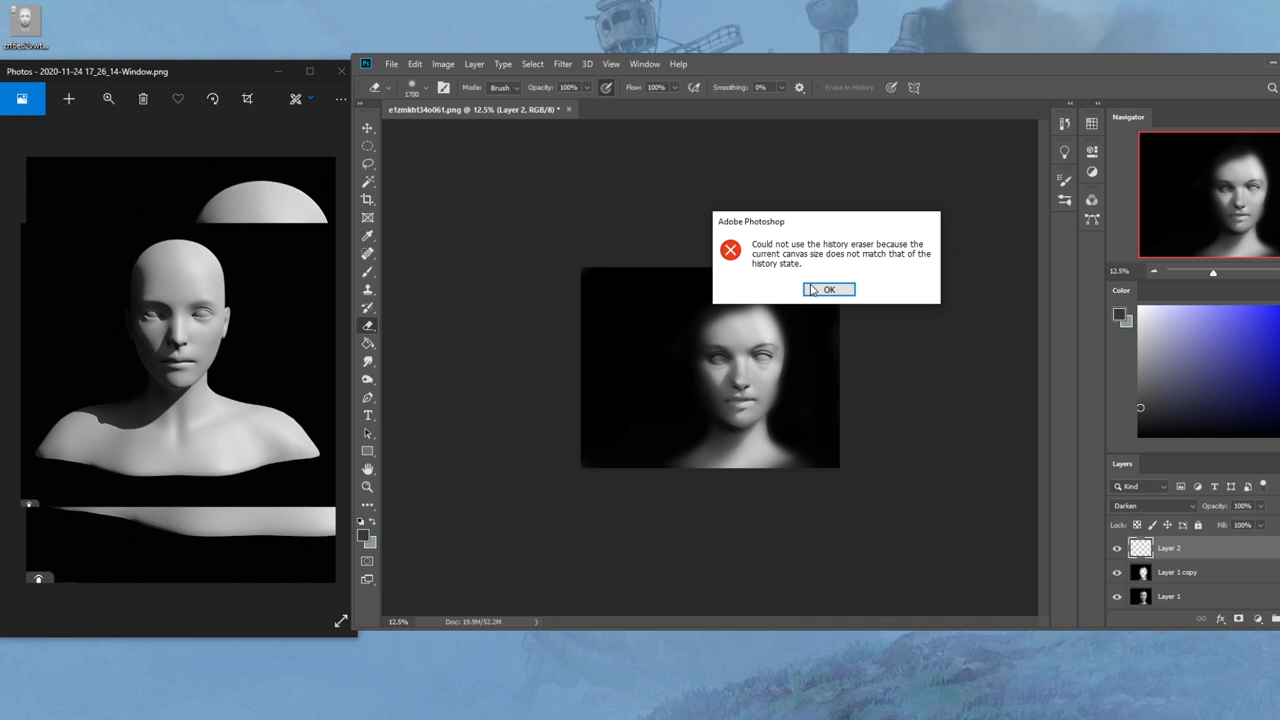 Photos - 2020-11-24 17_26_14-Window.png
Ps
File Edit Image Layer Type Select Filter 3D View Window Help
1700
Mode: Brush
Opacity: 100%
Flow: 100%
Smoothing: 0%
Erase to History
e1zmkht34o061.png @ 12.5% (Layer 2, RGB/8) *
Adobe Photoshop
Could not use the history eraser because the
current canvas size does not match that of the
history state.
OK
12.5%
Doc: 19.9M/52.2M
Navigator
12.5%
Color
Layers
Kind
Darken
Opacity: 100%
Lock:
Fill: 100%
Layer 2
Layer 1 copy
Layer 1